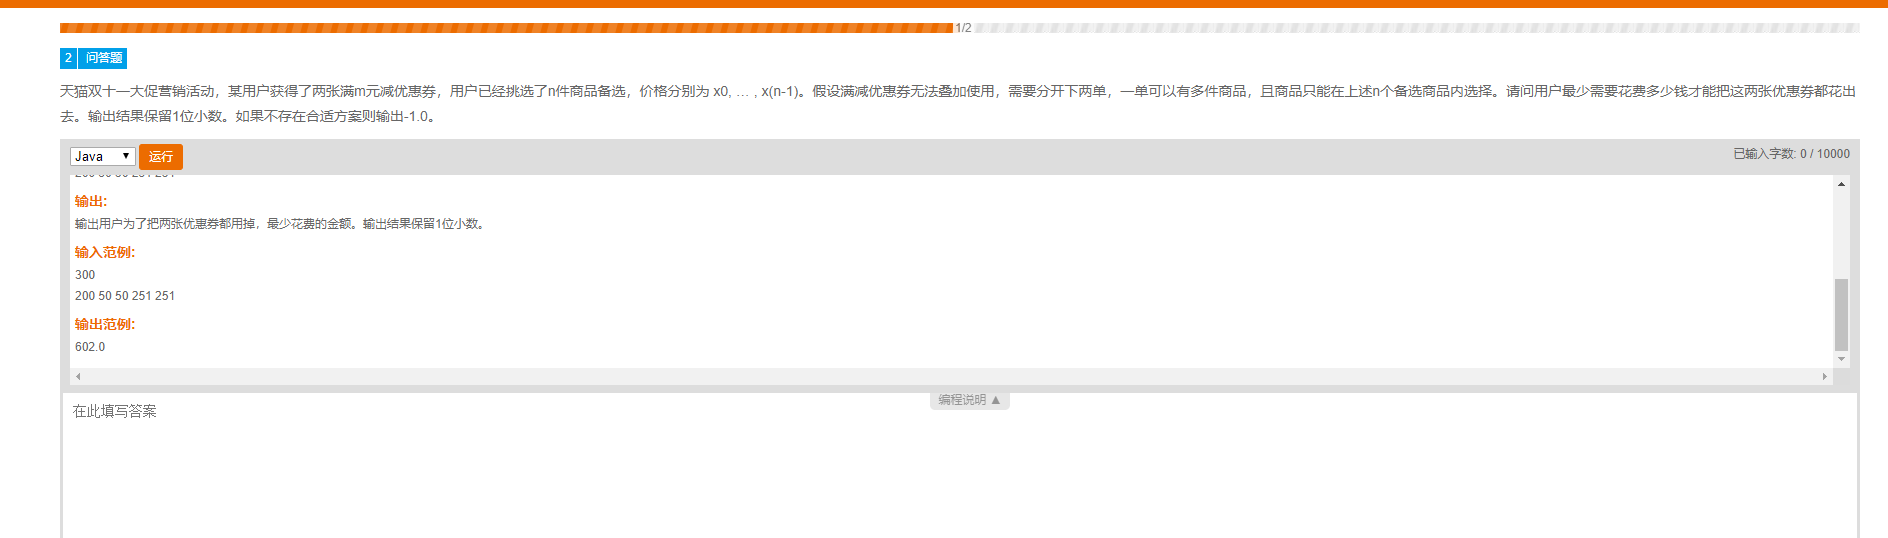 1/2
2 问答题
天猫双十一大促营销活动，某用户获得了两张满m元减优惠券，用户已经挑选了n件商品备选，价格分别为 x0, ... , x(n-1)。假设满减优惠券无法叠加使用，需要分开下两单，一单可以有多件商品，且商品只能在上述n个备选商品内选择。请问用户最少需要花费多少钱才能把这两张优惠券都花出
去。输出结果保留1位小数。如果不存在合适方案则输出-1.0。
Java ▼ 运行 已输入字数: 0 / 10000
200 50 50 251 251
输出:
输出用户为了把两张优惠券都用掉，最少花费的金额。输出结果保留1位小数。
输入范例:
300
200 50 50 251 251
输出范例:
602.0
编程说明 ▲
在此填写答案